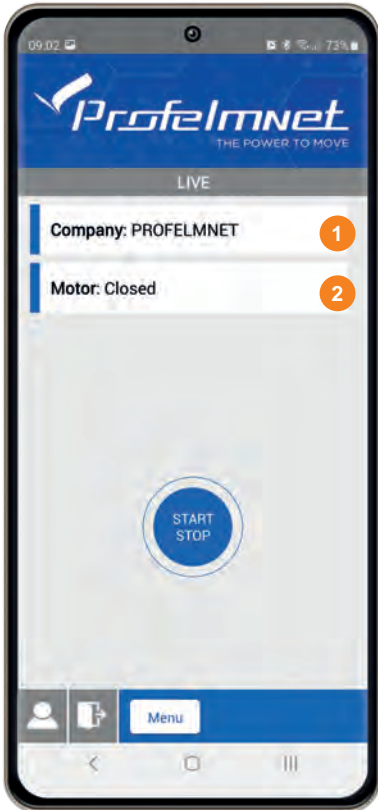 09:02 73%
Profelmnet
THE POWER TO MOVE
LIVE
Company: PROFELMNET 1
Motor: Closed 2
START
STOP
Menu